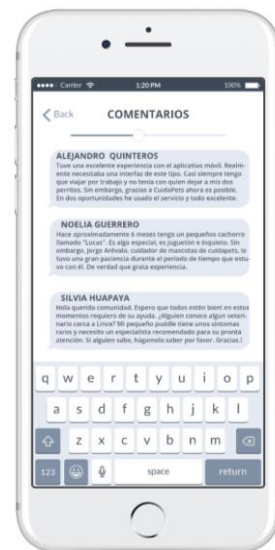 Carrier 1:20 PM 100%
Back COMENTARIOS
ALEJANDRO QUINTEROS
Tuve una excelente experiencia con el aplicativo móvil. Realm-
ente necesitaba una interfaz de este tipo. Casi siempre tengo
que viajar por trabajo y no tenía con quien dejar a mis dos
perritos. Sin embargo, gracias a CuidoPets ahora es posible.
En dos oportunidades he usado el servicio y todo excelente.
NOELIA GUERRERO
Hace aproximadamente 6 meses tengo un pequeños cachorro
llamado "Lucas". Es algo especial, es juguetón e inquieto. Sin
embargo, Jorge Arévalo, cuidador de mascotas de cuidopets, le
tuvo una gran paciencia durante el periodo de tiempo que estu-
vo con él. De verdad que grata experiencia.
SILVIA HUAPAYA
Hola querida comunidad. Espero que todos estén bien! en estos
momentos requiero de su ayuda. ¿Alguien conoce algun veteri-
nario cerca a Lince? Mi pequeño puddle tiene unos síntomas
raros y necesito un especialista recomendado para su pronta
atención. Si alguien sabe, hágamelo saber por favor. Gracias.!
q w e r t y u i o p
a s d f g h j k l
z x c v b n m
123 space return